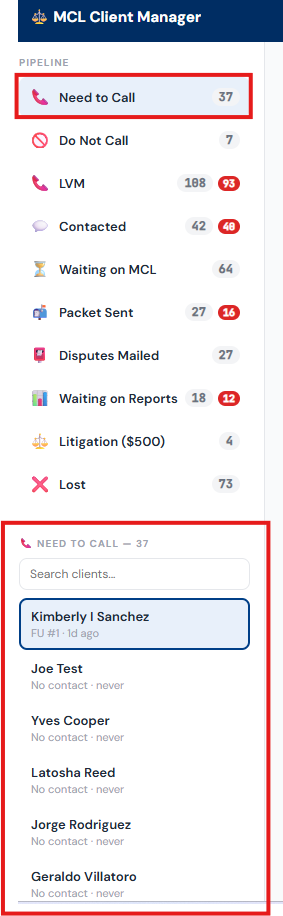 MCL Client Manager
PIPELINE
Need to Call 37
Do Not Call 7
LVM 108 93
Contacted 42 40
Waiting on MCL 64
Packet Sent 27 16
Disputes Mailed 27
Waiting on Reports 18 12
Litigation ($500) 4
Lost 73
NEED TO CALL — 37
Search clients...
Kimberly I Sanchez
FU #1 · 1d ago
Joe Test
No contact · never
Yves Cooper
No contact · never
Latosha Reed
No contact · never
Jorge Rodriguez
No contact · never
Geraldo Villatoro
No contact · never